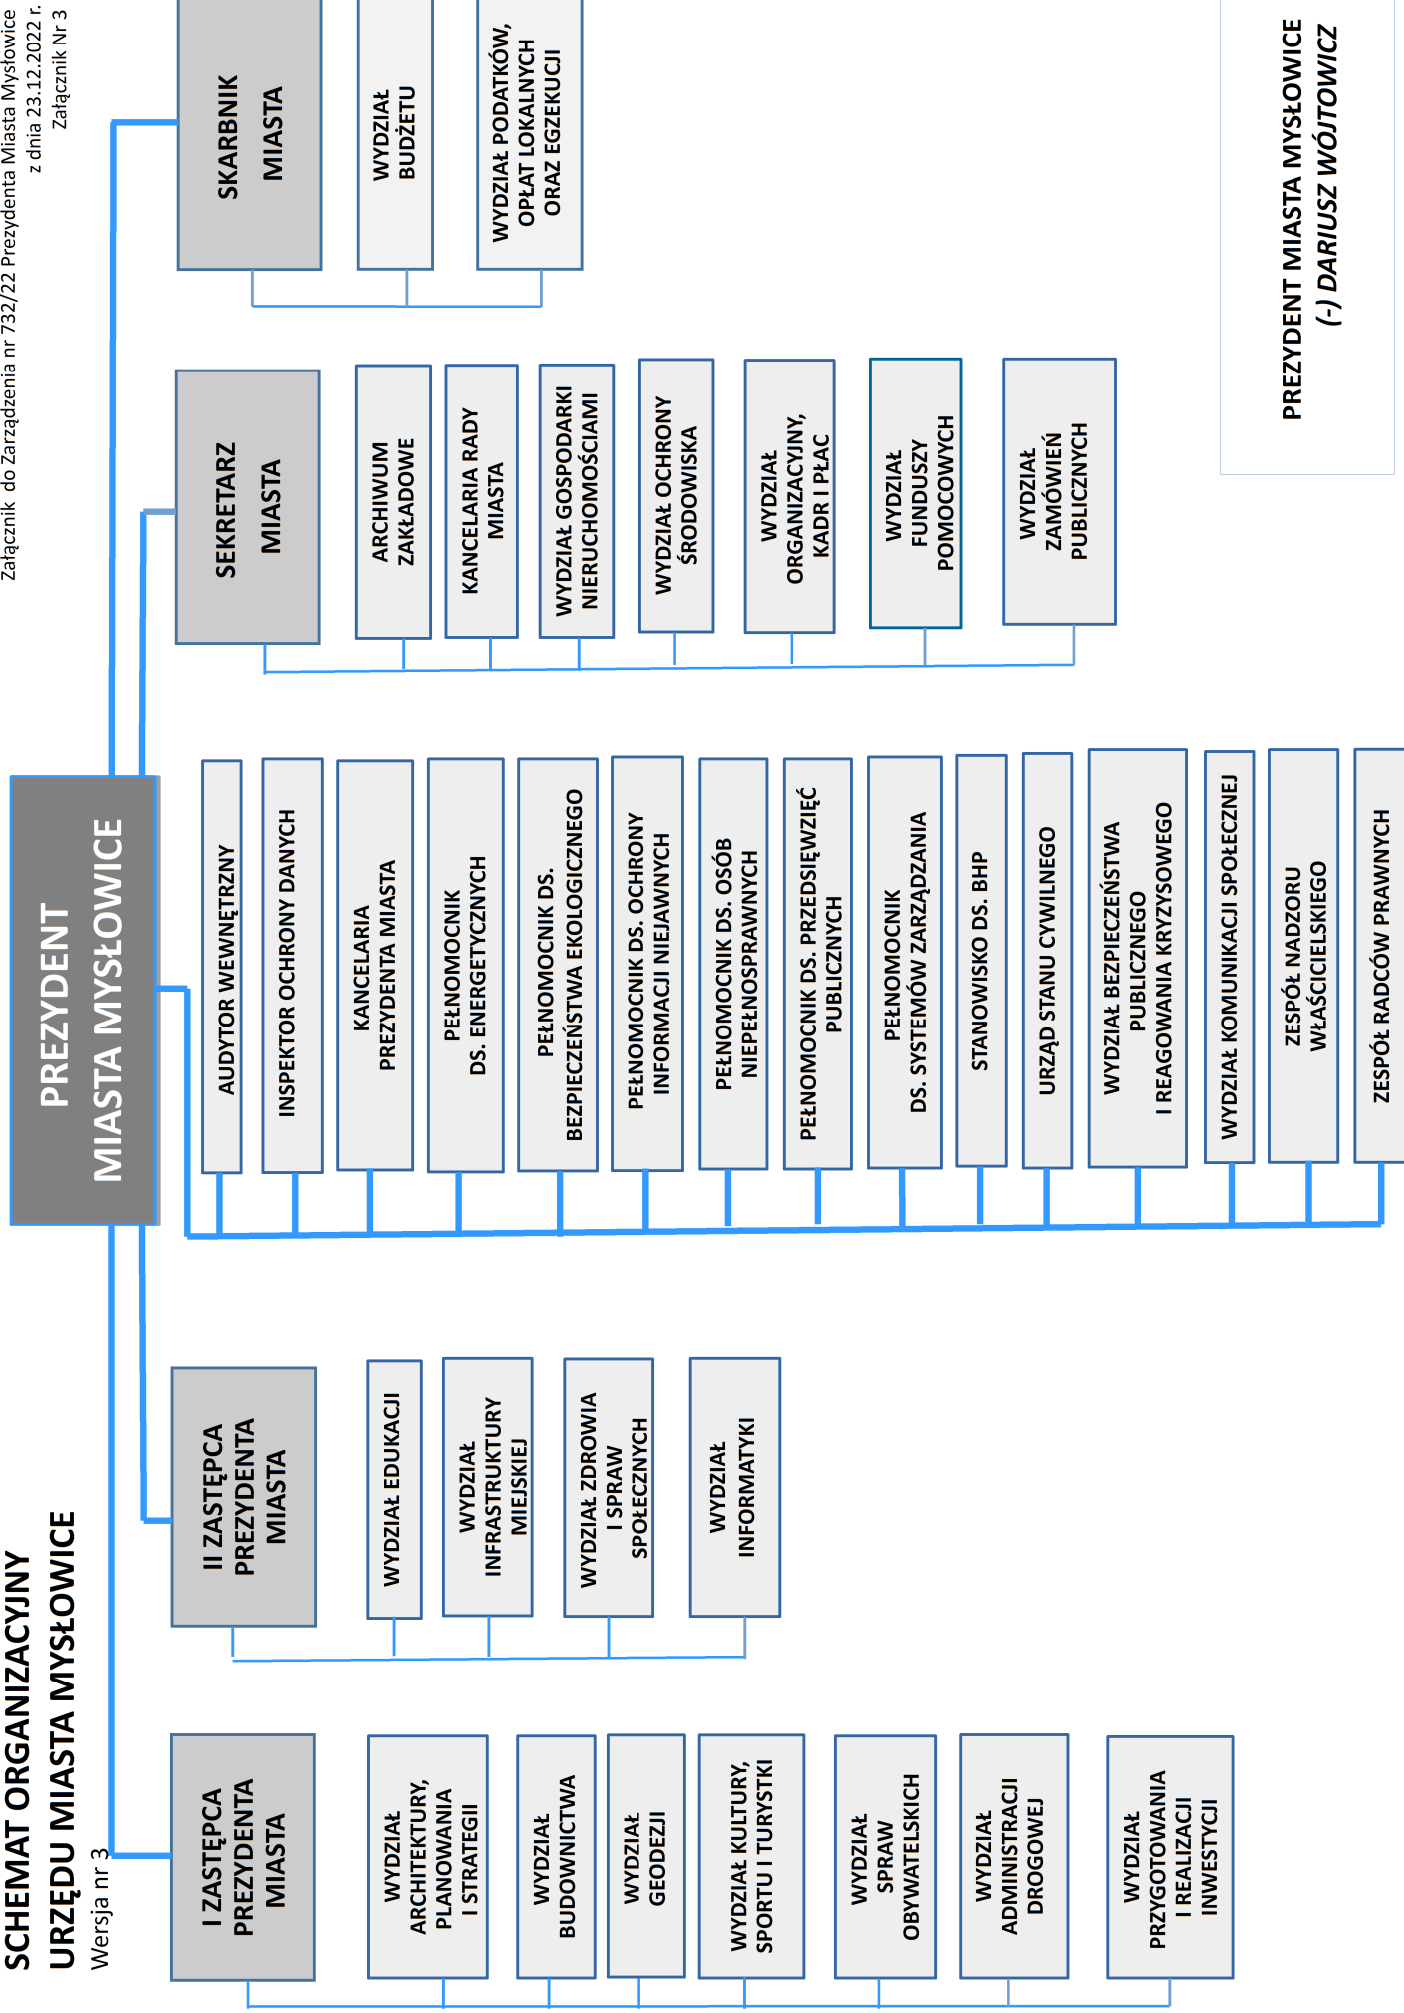 Załącznik do Zarządzenia nr 732/22 Prezydenta Miasta Mysłowice
z dnia 23.12.2022 r.
Załącznik Nr 3
SCHEMAT ORGANIZACYJNY
URZĘDU MIASTA MYSŁOWICE
Wersja nr 3
PREZYDENT
MIASTA MYSŁOWICE
I ZASTĘPCA
PREZYDENTA
MIASTA
WYDZIAŁ
ARCHITEKTURY,
PLANOWANIA
I STRATEGII
WYDZIAŁ
BUDOWNICTWA
WYDZIAŁ
GEODEZJI
WYDZIAŁ KULTURY,
SPORTU I TURYSTKI
WYDZIAŁ
SPRAW
OBYWATELSKICH
WYDZIAŁ
ADMINISTRACJI
DROGOWEJ
WYDZIAŁ
PRZYGOTOWANIA
I REALIZACJI
INWESTYCJI
II ZASTĘPCA
PREZYDENTA
MIASTA
WYDZIAŁ EDUKACJI
WYDZIAŁ
INFRASTRUKTURY
MIEJSKIEJ
WYDZIAŁ ZDROWIA
I SPRAW
SPOŁECZNYCH
WYDZIAŁ
INFORMATYKI
AUDYTOR WEWNĘTRZNY
INSPEKTOR OCHRONY DANYCH
KANCELARIA
PREZYDENTA MIASTA
PEŁNOMOCNIK
DS. ENERGETYCZNYCH
PEŁNOMOCNIK DS.
BEZPIECZEŃSTWA EKOLOGICZNEGO
PEŁNOMOCNIK DS. OCHRONY
INFORMACJI NIEJAWNYCH
PEŁNOMOCNIK DS. OSÓB
NIEPEŁNOSPRAWNYCH
PEŁNOMOCNIK DS. PRZEDSIĘWZIĘĆ
PUBLICZNYCH
PEŁNOMOCNIK
DS. SYSTEMÓW ZARZĄDZANIA
STANOWISKO DS. BHP
URZĄD STANU CYWILNEGO
WYDZIAŁ BEZPIECZEŃSTWA
PUBLICZNEGO
I REAGOWANIA KRYZYSOWEGO
WYDZIAŁ KOMUNIKACJI SPOŁECZNEJ
ZESPÓŁ NADZORU
WŁAŚCICIELSKIEGO
ZESPÓŁ RADCÓW PRAWNYCH
SEKRETARZ
MIASTA
ARCHIWUM
ZAKŁADOWE
KANCELARIA RADY
MIASTA
WYDZIAŁ GOSPODARKI
NIERUCHOMOŚCIAMI
WYDZIAŁ OCHRONY
ŚRODOWISKA
WYDZIAŁ
ORGANIZACYJNY,
KADR I PŁAC
WYDZIAŁ
FUNDUSZY
POMOCOWYCH
WYDZIAŁ
ZAMÓWIEŃ
PUBLICZNYCH
SKARBNIK
MIASTA
WYDZIAŁ
BUDŻETU
WYDZIAŁ PODATKÓW,
OPŁAT LOKALNYCH
ORAZ EGZEKUCJI
PREZYDENT MIASTA MYSŁOWICE
(-) DARIUSZ WÓJTOWICZ